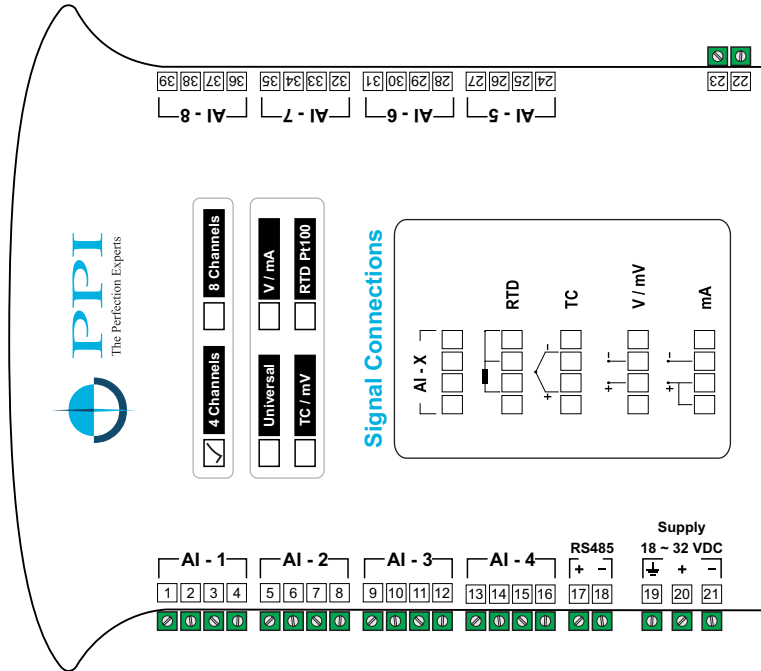 39 38 37 36 35 34 33 32 31 30 29 28 27 26 25 24 23 22
AI - 8 AI - 7 AI - 6 AI - 5
PPI
The Perfection Experts
4 Channels 8 Channels
Universal V / mA
TC / mV RTD Pt100
Signal Connections
AI - X
RTD
+ − TC
+ − V / mV
+ − mA
Supply
AI - 1 AI - 2 AI - 3 AI - 4 RS485 18 ~ 32 VDC
+ − + −
1 2 3 4 5 6 7 8 9 10 11 12 13 14 15 16 17 18 19 20 21